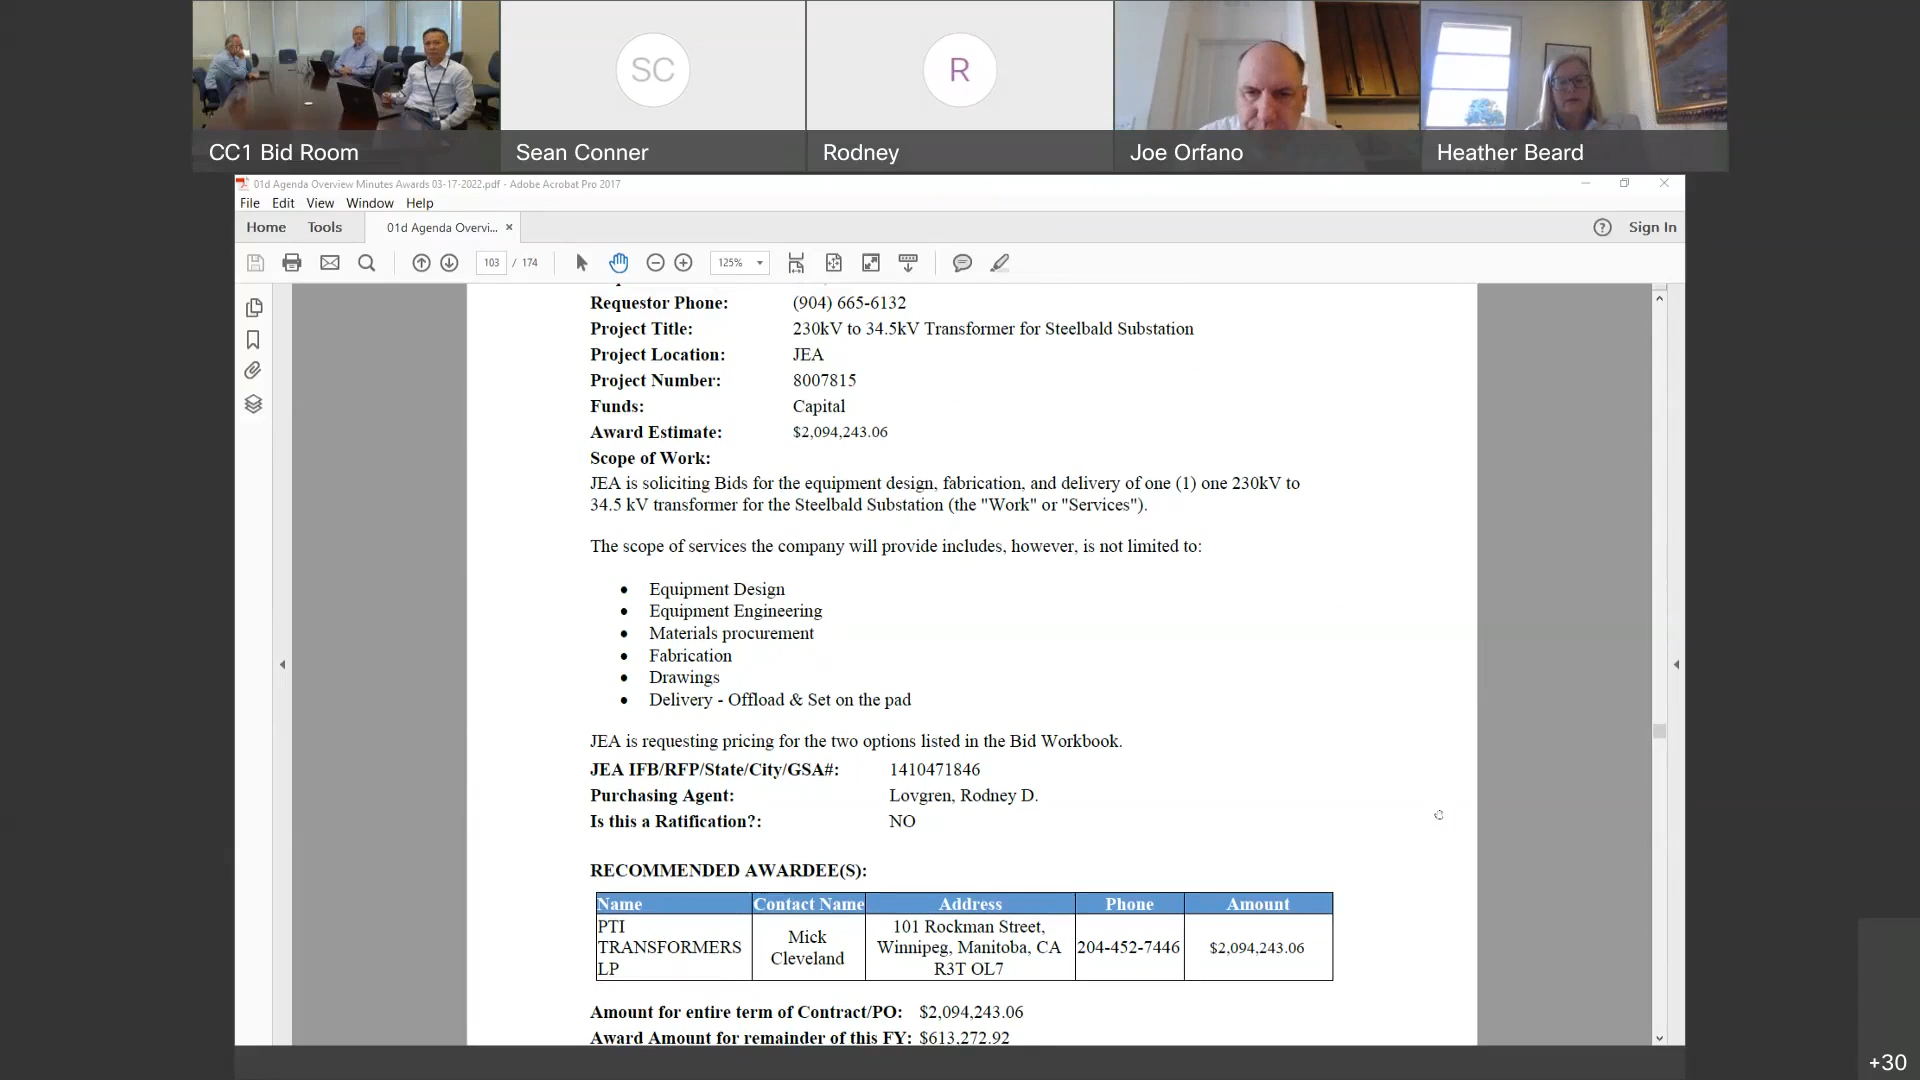 SC
R
CC1 Bid Room
Sean Conner
Rodney
Joe Orfano
Heather Beard
01d Agenda Overview Minutes Awards 03-17-2022.pdf - Adobe Acrobat Pro 2017
File Edit View Window Help
Home Tools 01d Agenda Overvi... × Sign In
103 / 174 125%
Requestor Phone: (904) 665-6132
Project Title: 230kV to 34.5kV Transformer for Steelbald Substation
Project Location: JEA
Project Number: 8007815
Funds: Capital
Award Estimate: $2,094,243.06
Scope of Work:
JEA is soliciting Bids for the equipment design, fabrication, and delivery of one (1) one 230kV to
34.5 kV transformer for the Steelbald Substation (the "Work" or "Services").
The scope of services the company will provide includes, however, is not limited to:
• Equipment Design
• Equipment Engineering
• Materials procurement
• Fabrication
• Drawings
• Delivery - Offload & Set on the pad
JEA is requesting pricing for the two options listed in the Bid Workbook.
JEA IFB/RFP/State/City/GSA#: 1410471846
Purchasing Agent: Lovgren, Rodney D.
Is this a Ratification?: NO
RECOMMENDED AWARDEE(S):
Name Contact Name Address Phone Amount
PTI TRANSFORMERS LP Mick Cleveland 101 Rockman Street, Winnipeg, Manitoba, CA R3T OL7 204-452-7446 $2,094,243.06
Amount for entire term of Contract/PO: $2,094,243.06
Award Amount for remainder of this FY: $613,272.92
+30